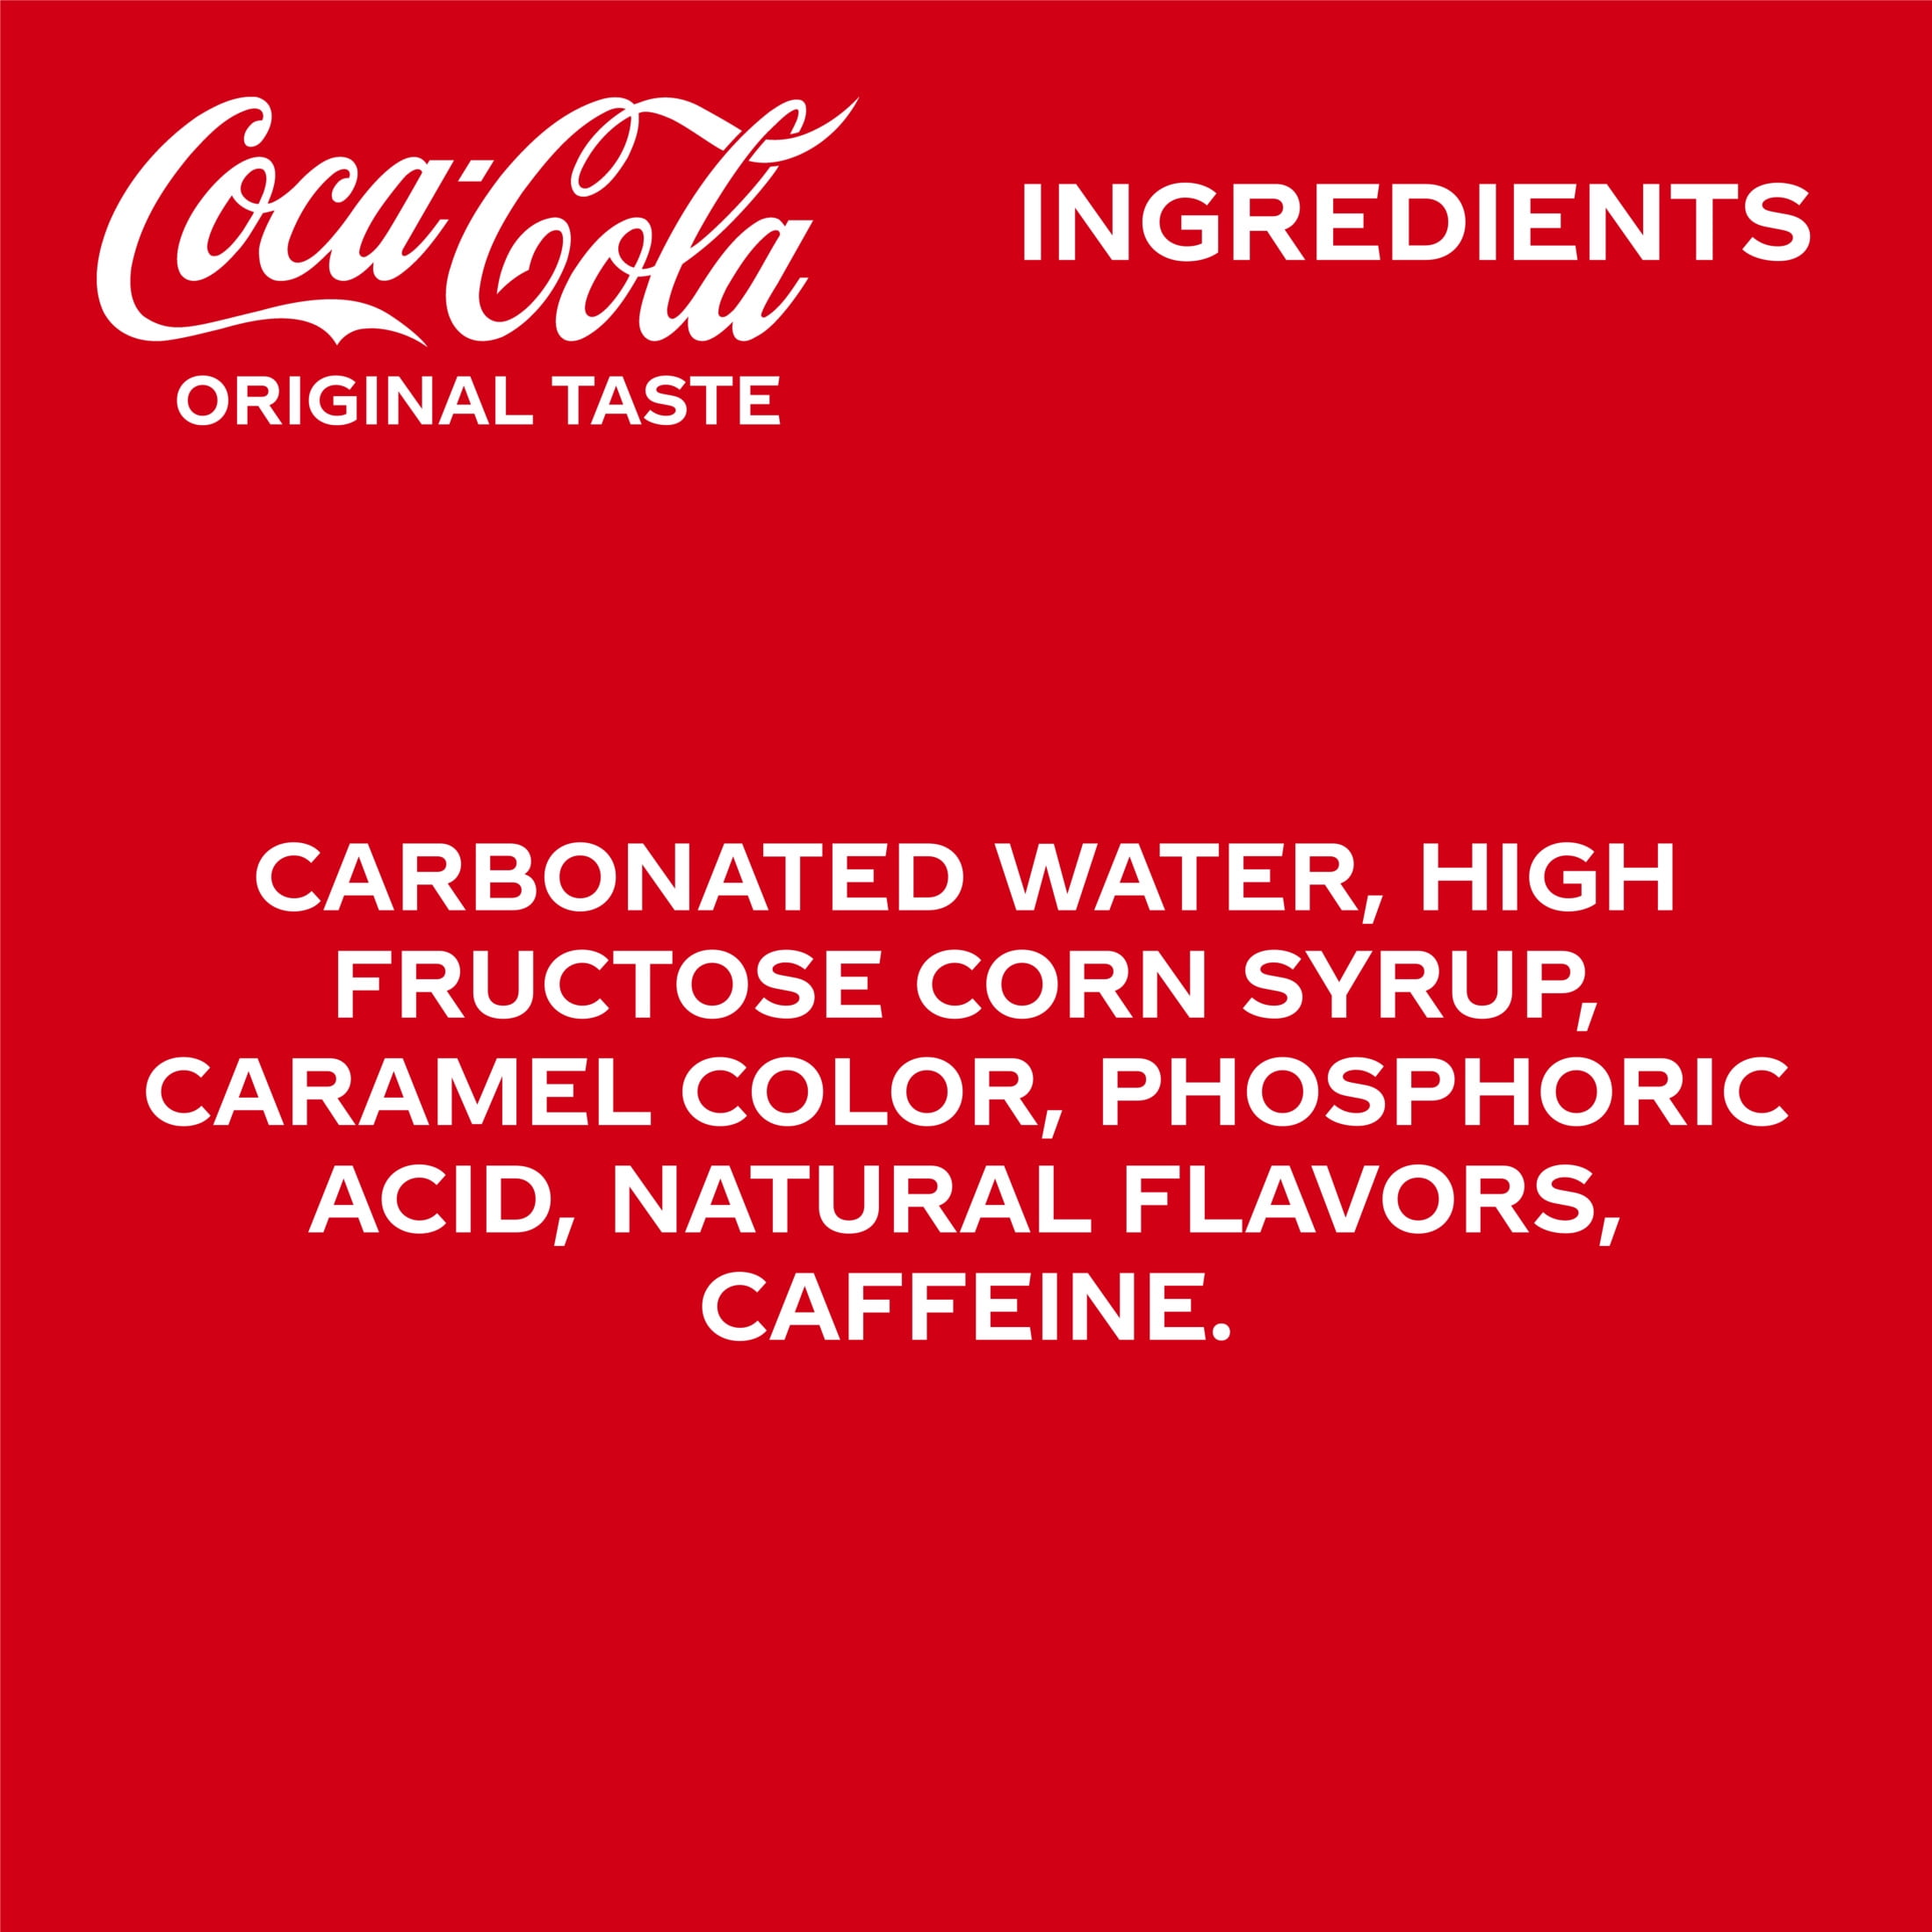 Coca-Cola
ORIGINAL TASTE
INGREDIENTS
CARBONATED WATER, HIGH
FRUCTOSE CORN SYRUP,
CARAMEL COLOR, PHOSPHORIC
ACID, NATURAL FLAVORS,
CAFFEINE.